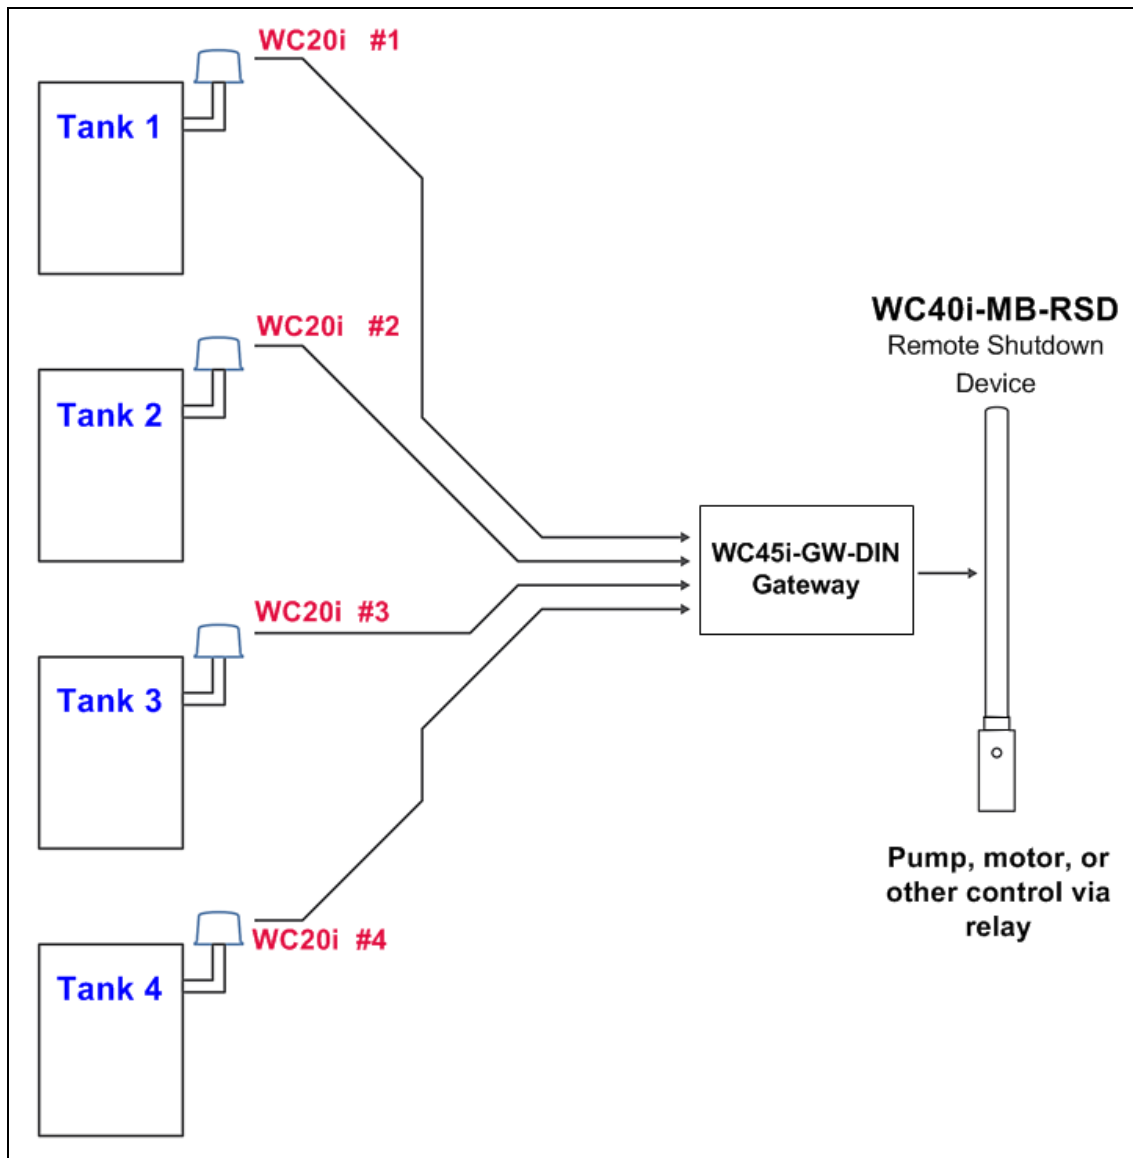 WC20i #1
Tank 1
WC20i #2
Tank 2
WC20i #3
Tank 3
WC20i #4
Tank 4
WC45i-GW-DIN
Gateway
WC40i-MB-RSD
Remote Shutdown
Device
Pump, motor, or
other control via
relay